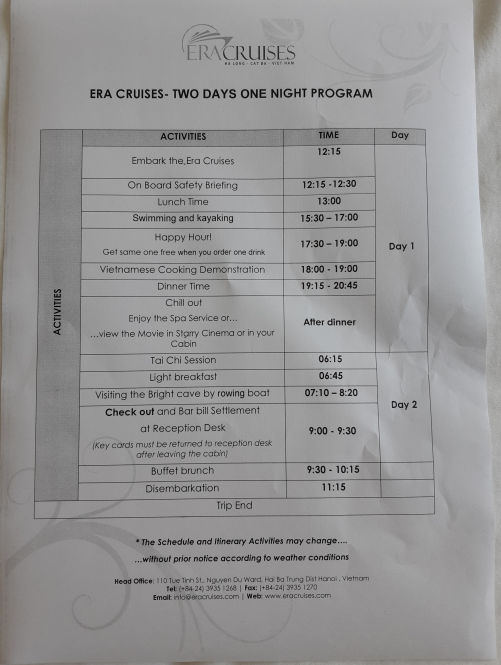 ERACRUISES
HA LONG - CAT BA - VIET NAM
ERA CRUISES- TWO DAYS ONE NIGHT PROGRAM
ACTIVITIES TIME Day
Embark the,Era Cruises 12:15
On Board Safety Briefing 12:15 -12:30
Lunch Time 13:00
Swimming and kayaking 15:30 – 17:00
Happy Hour!
Get same one free when you order one drink
17:30 – 19:00
Day 1
Vietnamese Cooking Demonstration 18:00 - 19:00
Dinner Time 19:15 - 20:45
ACTIVITIES
Chill out
Enjoy the Spa Service or...
...view the Movie in Starry Cinema or in your
Cabin
After dinner
Tai Chi Session 06:15
Light breakfast 06:45
Visiting the Bright cave by rowing boat 07:10 – 8:20
Day 2
Check out and Bar bill Settlement
at Reception Desk
(Key cards must be returned to reception desk
after leaving the cabin)
9:00 - 9:30
Buffet brunch 9:30 - 10:15
Disembarkation 11:15
Trip End
* The Schedule and Itinerary Activities may change....
...without prior notice according to weather conditions
Head Office: 110 Tue Tinh St., Nguyen Du Ward, Hai Ba Trung Dist Hanoi , Vietnam
Tel: (+84-24) 3935 1268 | Fax: (+84-24) 3935 1270
Email: info@eracruises.com | Web: www.eracruises.com